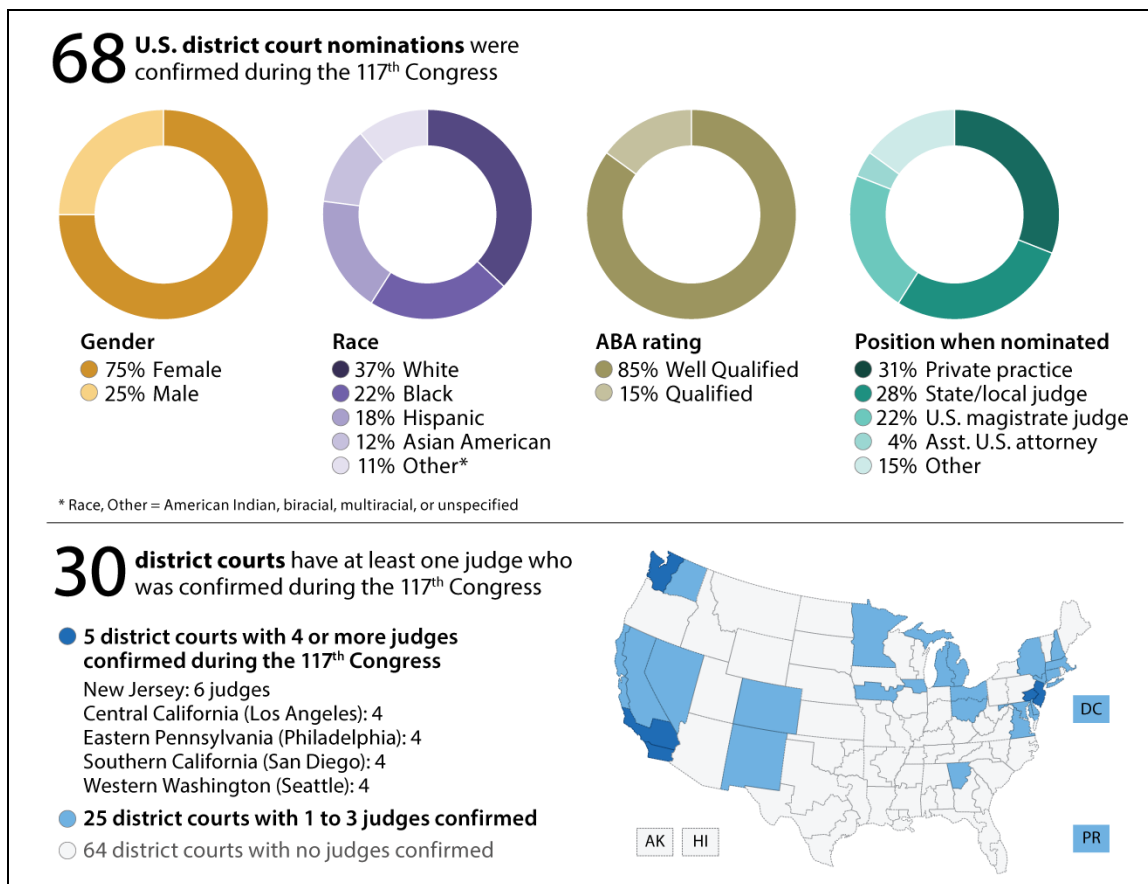 68 U.S. district court nominations were
confirmed during the 117th Congress
Gender
75% Female
25% Male
Race
37% White
22% Black
18% Hispanic
12% Asian American
11% Other*
ABA rating
85% Well Qualified
15% Qualified
Position when nominated
31% Private practice
28% State/local judge
22% U.S. magistrate judge
4% Asst. U.S. attorney
15% Other
* Race, Other = American Indian, biracial, multiracial, or unspecified
30 district courts have at least one judge who
was confirmed during the 117th Congress
5 district courts with 4 or more judges
confirmed during the 117th Congress
New Jersey: 6 judges
Central California (Los Angeles): 4
Eastern Pennsylvania (Philadelphia): 4
Southern California (San Diego): 4
Western Washington (Seattle): 4
25 district courts with 1 to 3 judges confirmed
64 district courts with no judges confirmed
AK
HI
DC
PR